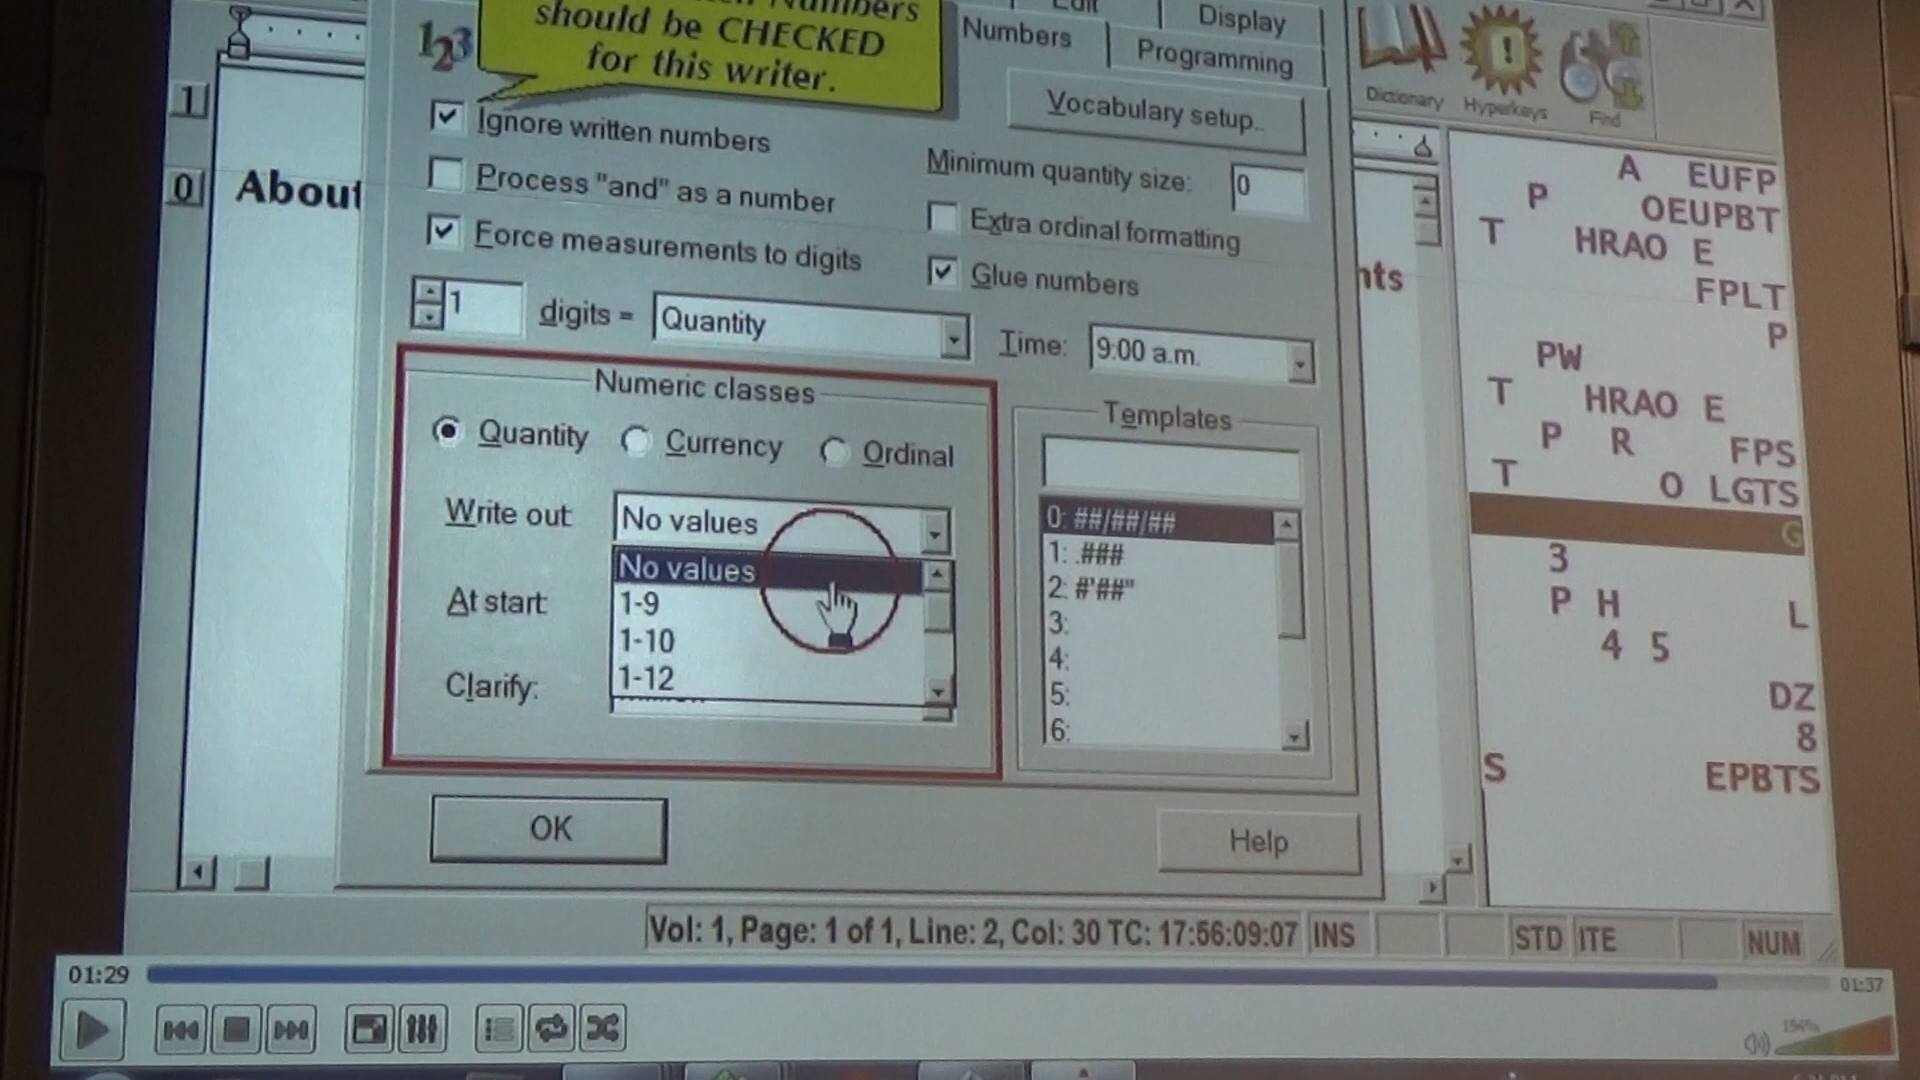 Numbers
should be CHECKED
for this writer.
123
Edit
Display
Numbers
Programming
Vocabulary setup..
Dictionary
Hyperkeys
Find
1
0
About
nts
Ignore written numbers
Process "and" as a number
Force measurements to digits
Minimum quantity size: 0
Extra ordinal formatting
Glue numbers
1 digits = Quantity
Time: 9:00 a.m.
Numeric classes
Quantity Currency Ordinal
Write out: No values
No values
1-9
1-10
1-12
At start:
Clarify:
Templates
0: ##/##/##
1: .###
2: #'##"
3:
4:
5:
6:
OK
Help
A EUFP
P OEUPBT
T HRAO E
FPLT
P
PW
T HRAO E
P R FPS
T O LGTS
G
3
P H L
4 5
DZ
8
S EPBTS
Vol: 1, Page: 1 of 1, Line: 2, Col: 30 TC: 17:56:09:07 INS STD ITE NUM
01:29
01:37
194%